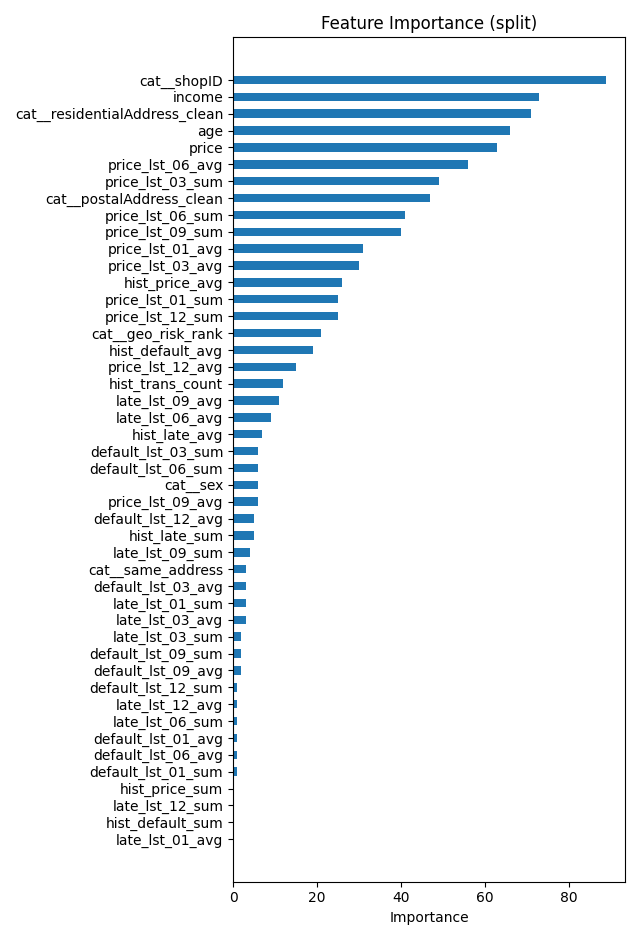 Feature Importance (split)
cat__shopID
income
cat__residentialAddress_clean
age
price
price_lst_06_avg
price_lst_03_sum
cat__postalAddress_clean
price_lst_06_sum
price_lst_09_sum
price_lst_01_avg
price_lst_03_avg
hist_price_avg
price_lst_01_sum
price_lst_12_sum
cat__geo_risk_rank
hist_default_avg
price_lst_12_avg
hist_trans_count
late_lst_09_avg
late_lst_06_avg
hist_late_avg
default_lst_03_sum
default_lst_06_sum
cat__sex
price_lst_09_avg
default_lst_12_avg
hist_late_sum
late_lst_09_sum
cat__same_address
default_lst_03_avg
late_lst_01_sum
late_lst_03_avg
late_lst_03_sum
default_lst_09_sum
default_lst_09_avg
default_lst_12_sum
late_lst_12_avg
late_lst_06_sum
default_lst_01_avg
default_lst_06_avg
default_lst_01_sum
hist_price_sum
late_lst_12_sum
hist_default_sum
late_lst_01_avg
0 20 40 60 80
Importance